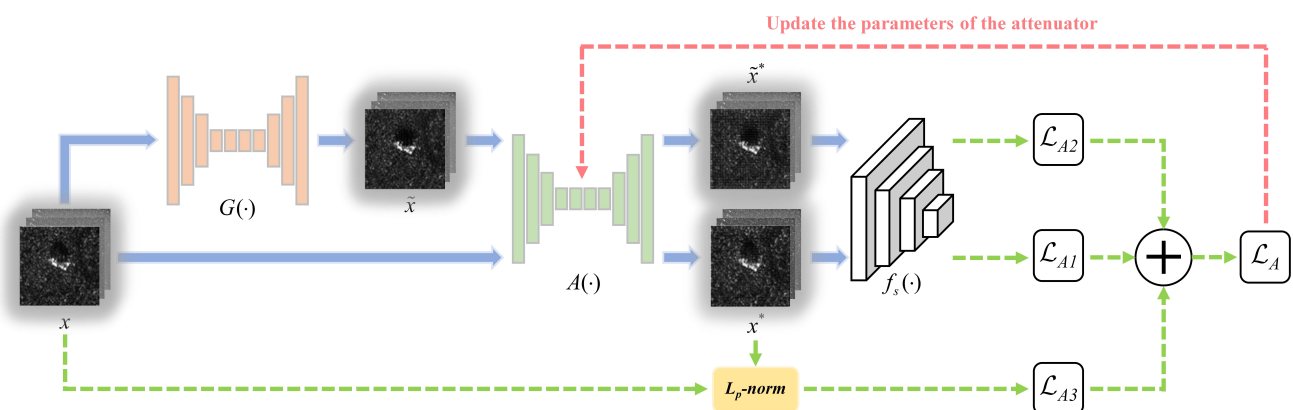 Update the parameters of the attenuator
x̃*
ℒA2
G(·)
x̃
ℒA1
ℒA
A(·)
fs(·)
x
x*
Lp-norm
ℒA3